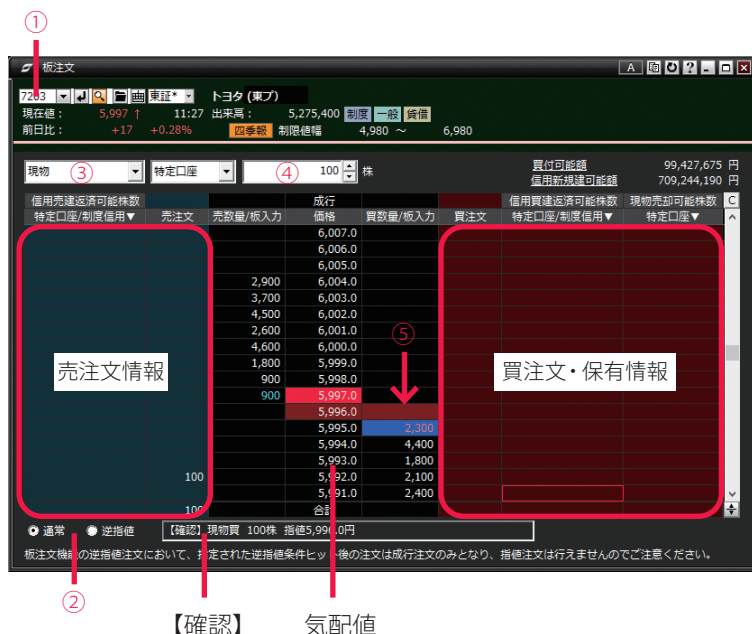 ①
板注文 A ?
7203 東証* トヨタ (東プ)
現在値： 5,997 ↑ 11:27 出来高： 5,275,400 制度 一般 貸借
前日比： +17 +0.28% 四季報 制限値幅 4,980 ～ 6,980
現物 ③ 特定口座 ④ 100 株 買付可能額 99,427,675 円
信用新規建可能額 709,244,190 円
信用売建返済可能株数 成行 信用買建返済可能株数 現物売却可能株数 C
特定口座/制度信用▼ 売注文 売数量/板入力 価格 買数量/板入力 買注文 特定口座/制度信用▼ 特定口座▼
6,007.0
6,006.0
6,005.0
2,900 6,004.0
3,700 6,003.0
4,500 6,002.0
2,600 6,001.0 ⑤
4,600 6,000.0
売注文情報 1,800 5,999.0 買注文・保有情報
900 5,998.0
900 5,997.0
5,996.0
5,995.0 2,300
5,994.0 4,400
5,993.0 1,800
100 5,992.0 2,100
5,991.0 2,400
100 合計
通常 逆指値 【確認】現物買 100株 指値5,996.0円
板注文機能の逆指値注文において、指定された逆指値条件ヒット後の注文は成行注文のみとなり、指値注文は行えませんのでご注意ください。
②
【確認】 気配値